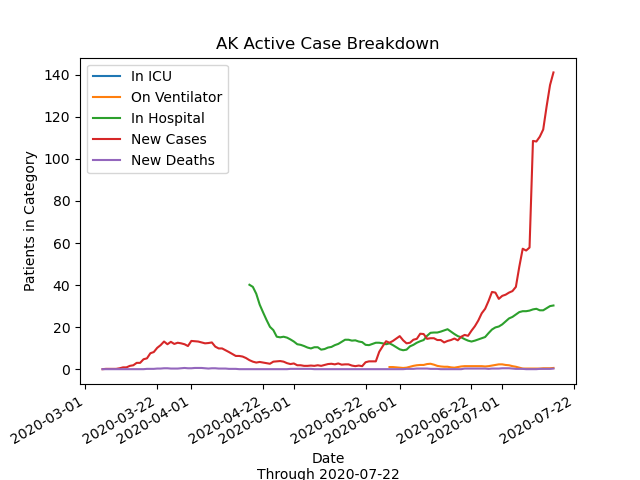 AK Active Case Breakdown
In ICU
On Ventilator
In Hospital
New Cases
New Deaths
Patients in Category
140
120
100
80
60
40
20
0
2020-03-01
2020-03-22
2020-04-01
2020-04-22
2020-05-01
2020-05-22
2020-06-01
2020-06-22
2020-07-01
2020-07-22
Date
Through 2020-07-22